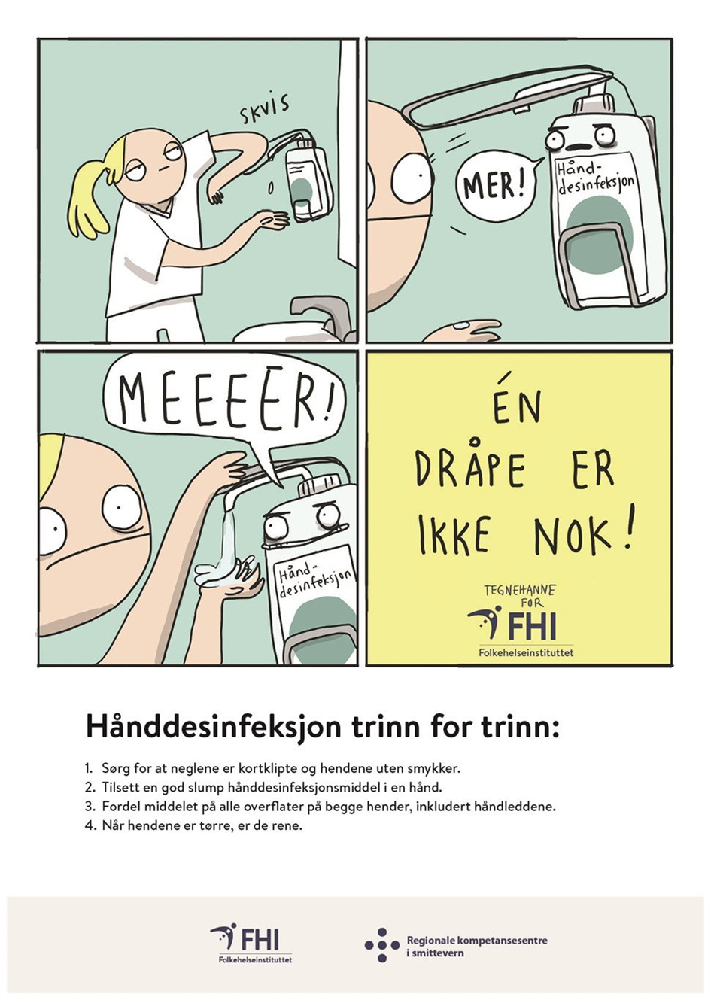 SKVIS
MER!
Hånd-
desinfeksjon
MEEEER!
Hånd-
desinfeksjon
ÉN
DRÅPE ER
IKKE NOK!
TEGNEHANNE
FOR
FHI
Folkehelseinstituttet
Hånddesinfeksjon trinn for trinn:
1. Sørg for at neglene er kortklipte og hendene uten smykker.
2. Tilsett en god slump hånddesinfeksjonsmiddel i en hånd.
3. Fordel middelet på alle overflater på begge hender, inkludert håndleddene.
4. Når hendene er tørre, er de rene.
FHI
Folkehelseinstituttet
Regionale kompetansesentre
i smittevern